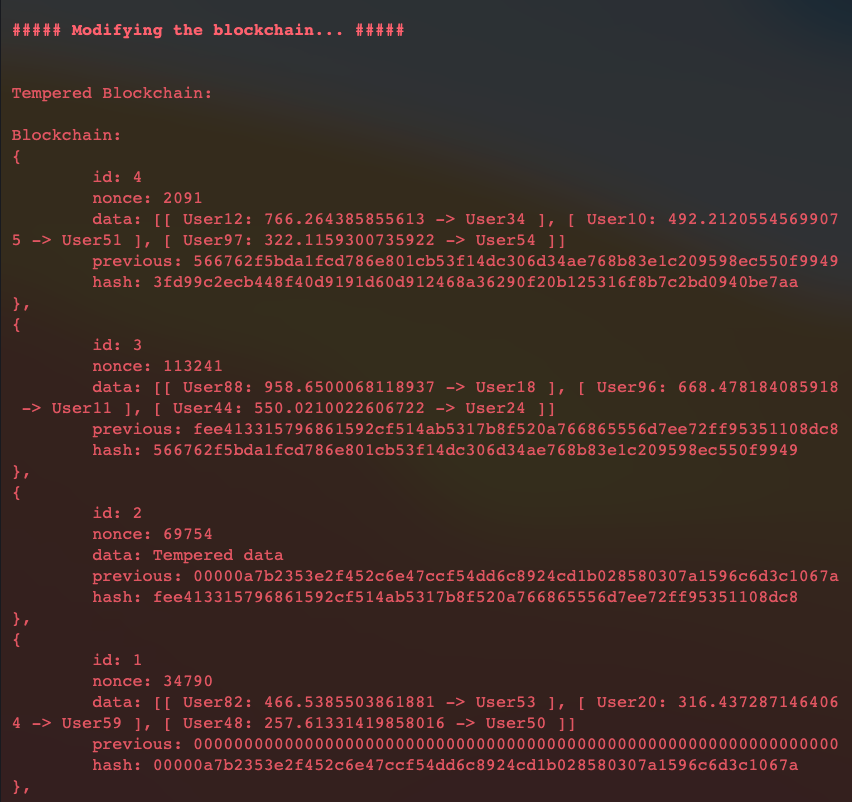 ##### Modifying the blockchain... #####
Tempered Blockchain:
Blockchain:
{
id: 4
nonce: 2091
data: [[ User12: 766.264385855613 -> User34 ], [ User10: 492.2120554569907
5 -> User51 ], [ User97: 322.1159300735922 -> User54 ]]
previous: 566762f5bda1fcd786e801cb53f14dc306d34ae768b83e1c209598ec550f9949
hash: 3fd99c2ecb448f40d9191d60d912468a36290f20b125316f8b7c2bd0940be7aa
},
{
id: 3
nonce: 113241
data: [[ User88: 958.6500068118937 -> User18 ], [ User96: 668.478184085918
-> User11 ], [ User44: 550.0210022606722 -> User24 ]]
previous: fee413315796861592cf514ab5317b8f520a766865556d7ee72ff95351108dc8
hash: 566762f5bda1fcd786e801cb53f14dc306d34ae768b83e1c209598ec550f9949
},
{
id: 2
nonce: 69754
data: Tempered data
previous: 00000a7b2353e2f452c6e47ccf54dd6c8924cd1b028580307a1596c6d3c1067a
hash: fee413315796861592cf514ab5317b8f520a766865556d7ee72ff95351108dc8
},
{
id: 1
nonce: 34790
data: [[ User82: 466.5385503861881 -> User53 ], [ User20: 316.437287146406
4 -> User59 ], [ User48: 257.61331419858016 -> User50 ]]
previous: 0000000000000000000000000000000000000000000000000000000000000000
hash: 00000a7b2353e2f452c6e47ccf54dd6c8924cd1b028580307a1596c6d3c1067a
},